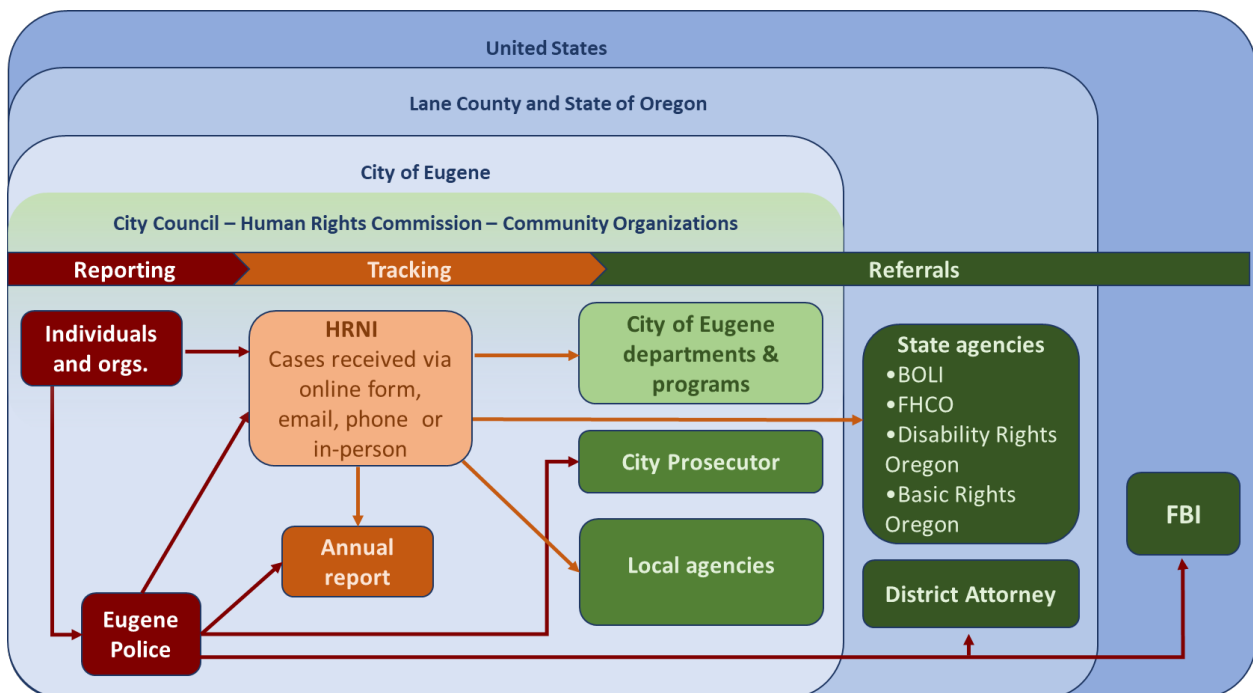 United States
Lane County and State of Oregon
City of Eugene
City Council – Human Rights Commission – Community Organizations
Reporting
Tracking
Referrals
Individuals
and orgs.
HRNI
Cases received via
online form,
email, phone or
in-person
City of Eugene
departments &
programs
State agencies
•BOLI
•FHCO
•Disability Rights
Oregon
•Basic Rights
Oregon
City Prosecutor
FBI
Annual
report
Local agencies
District Attorney
Eugene
Police